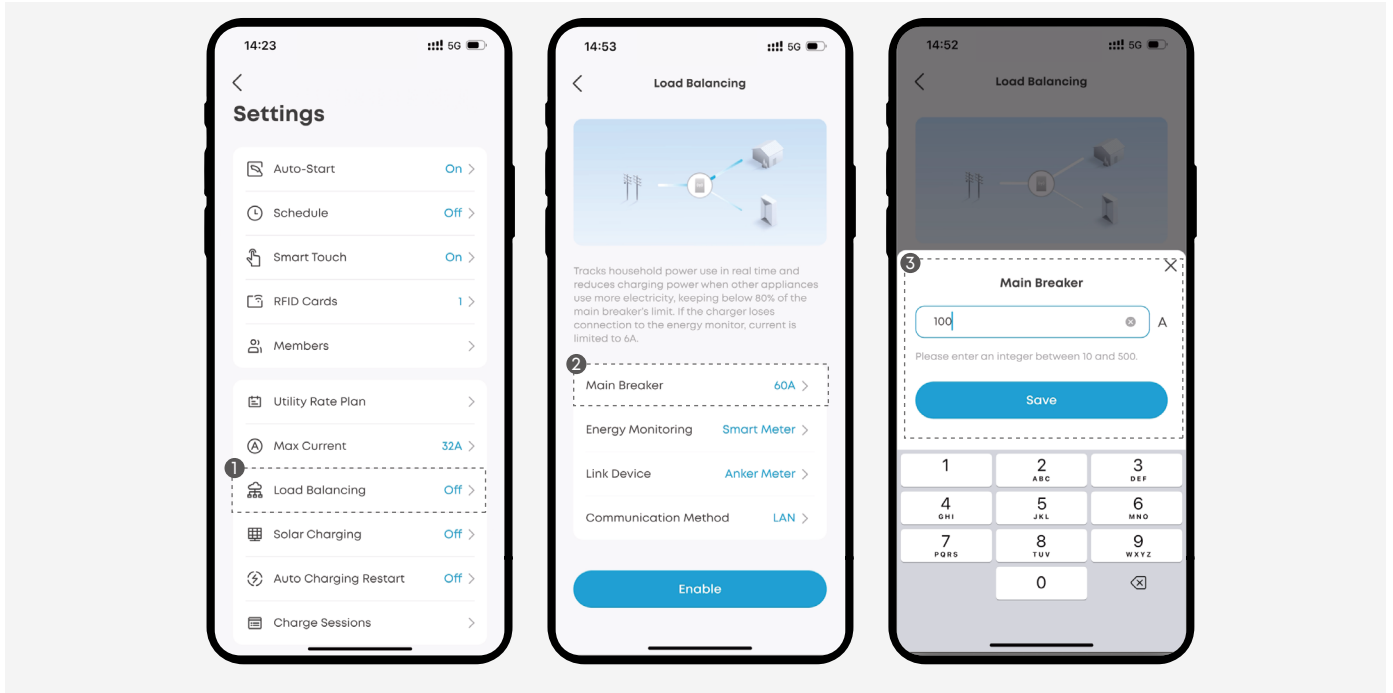 14:23
5G
Settings
Auto-Start On
Schedule Off
Smart Touch On
RFID Cards 1
Members
Utility Rate Plan
Max Current 32A
1
Load Balancing Off
Solar Charging Off
Auto Charging Restart Off
Charge Sessions
14:53
5G
Load Balancing
Tracks household power use in real time and
reduces charging power when other appliances
use more electricity, keeping below 80% of the
main breaker's limit. If the charger loses
connection to the energy monitor, current is
limited to 6A.
2
Main Breaker 60A
Energy Monitoring Smart Meter
Link Device Anker Meter
Communication Method LAN
Enable
14:52
5G
Load Balancing
3
Main Breaker
100 A
Please enter an integer between 10 and 500.
Save
1 2 3
ABC DEF
4 5 6
GHI JKL MNO
7 8 9
PQRS TUV WXYZ
0